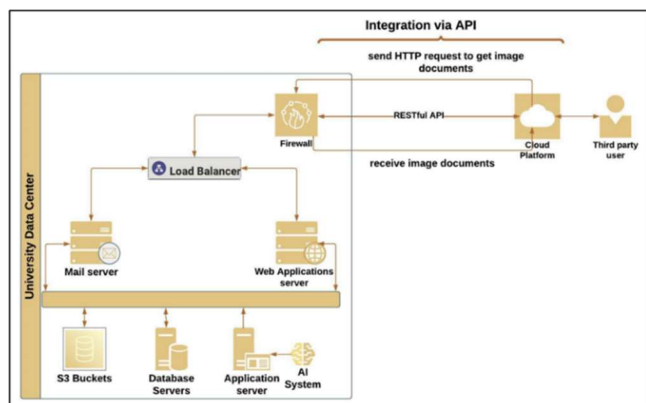 Integration via API
send HTTP request to get image
documents
RESTful API
Firewall
Cloud
Platform
Third party
user
receive image documents
Load Balancer
University Data Center
Mail server
Web Applications
server
S3 Buckets
Database
Servers
Application
server
AI
System